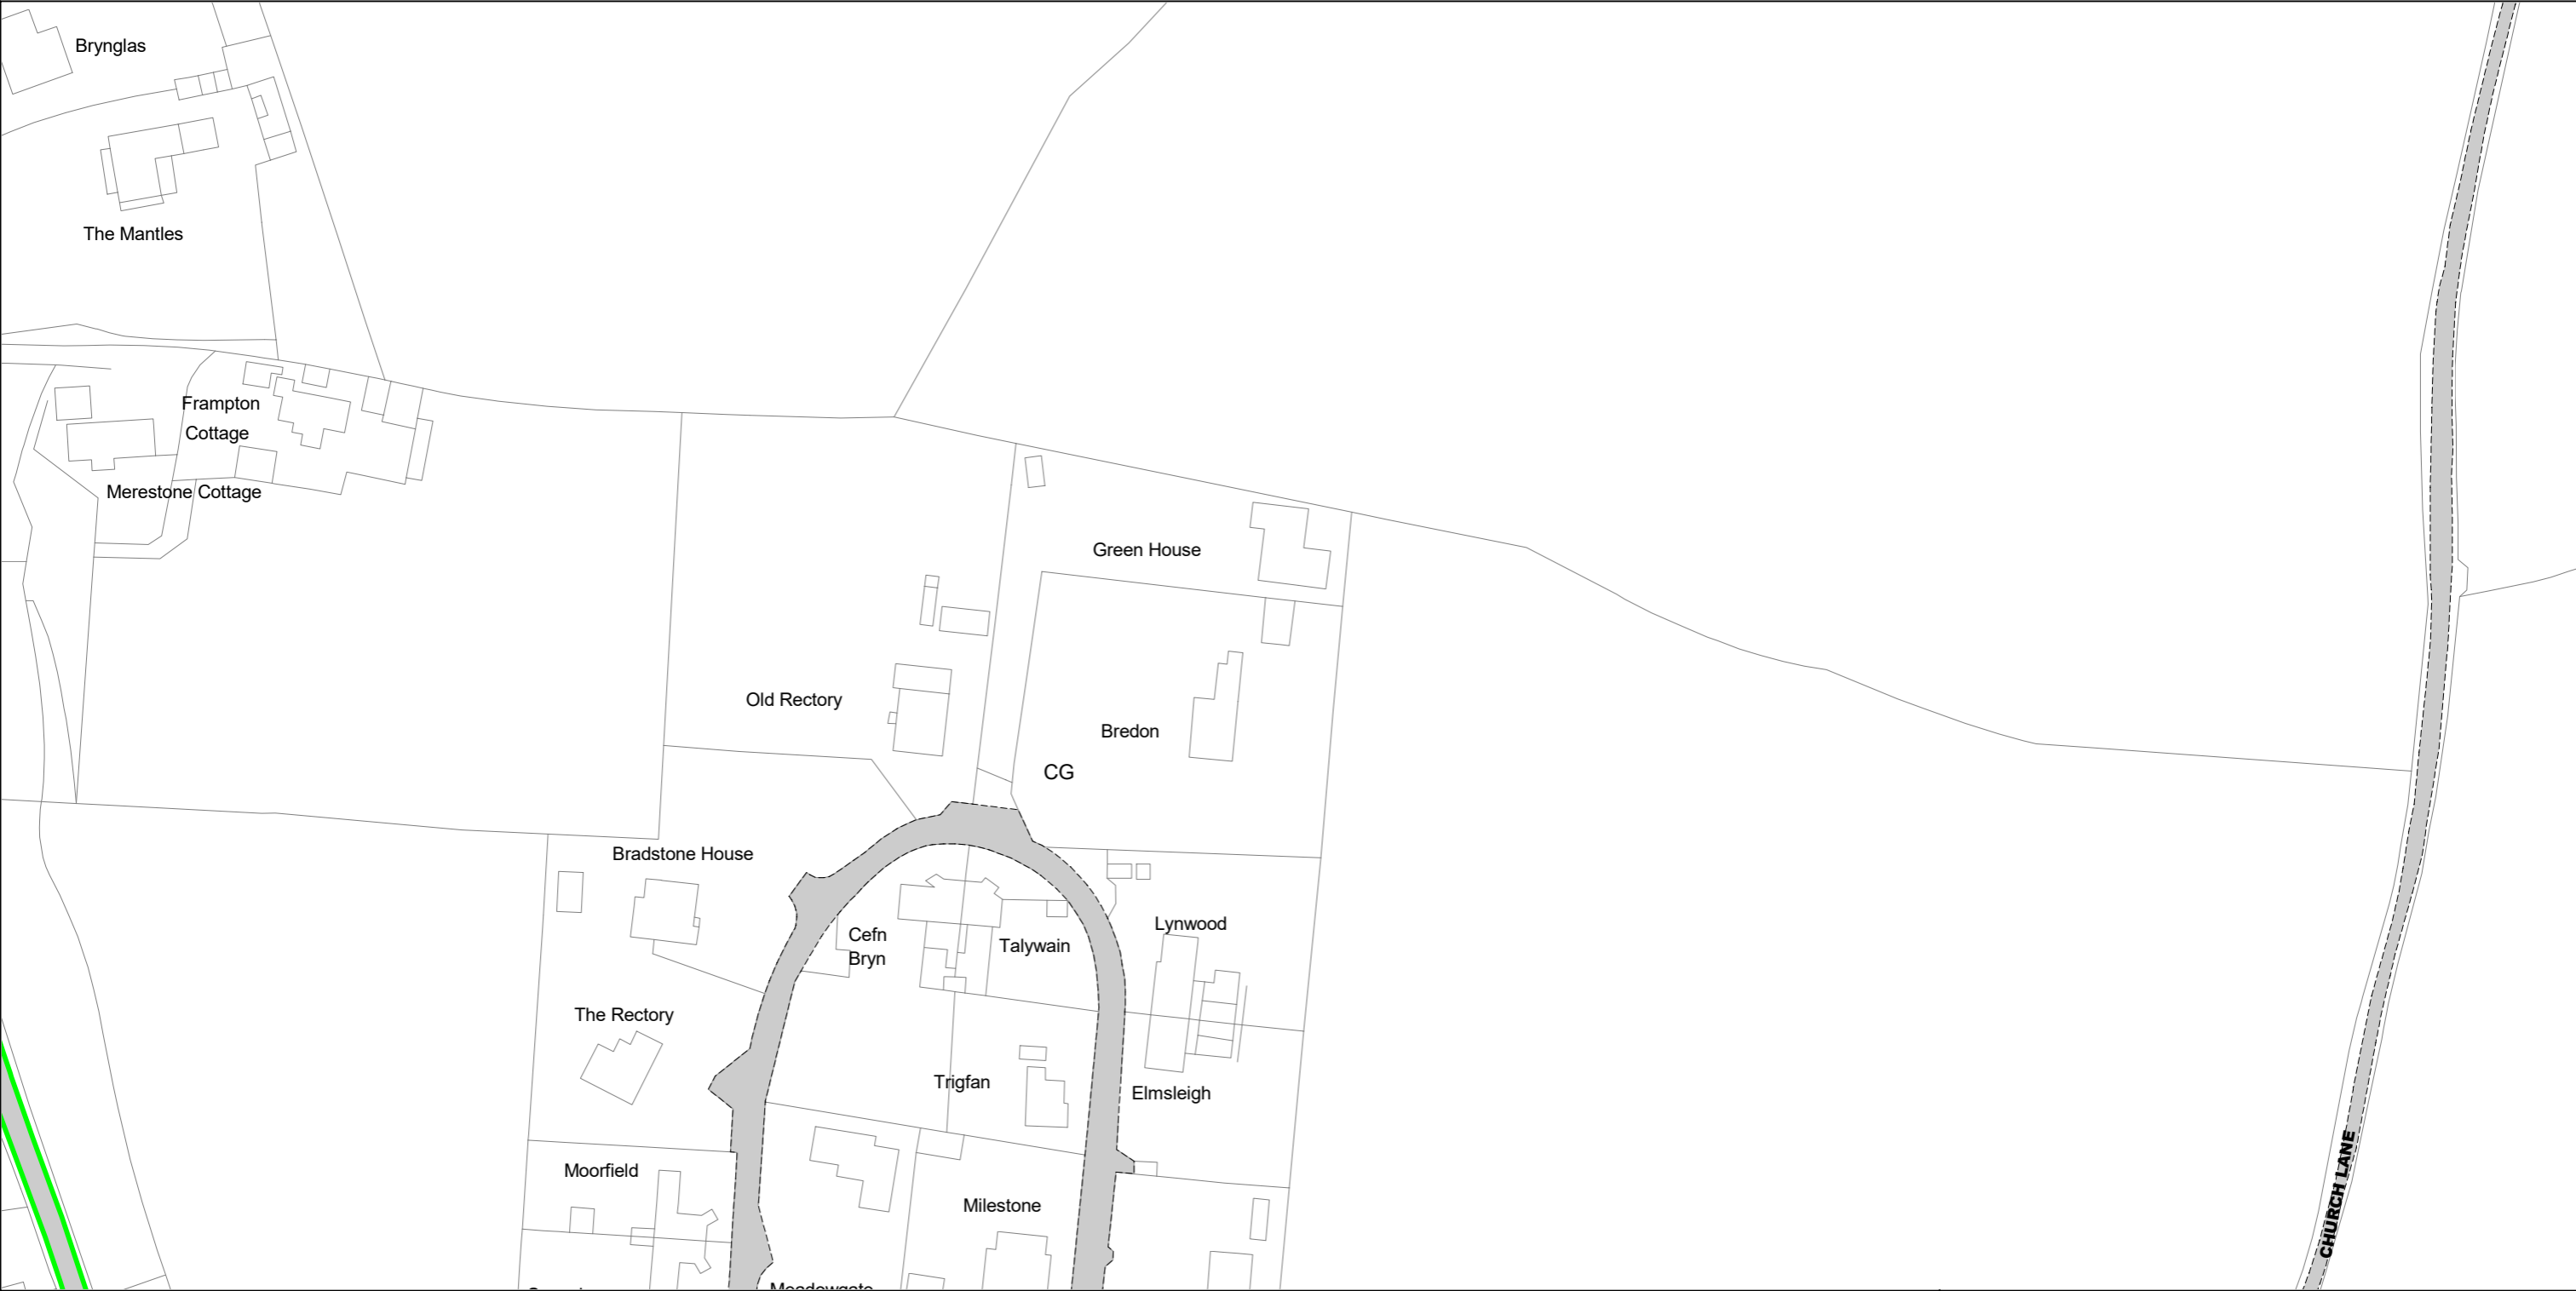 Brynglas
The Mantles
Frampton
Cottage
Merestone Cottage
Green House
Old Rectory
Bredon
CG
Bradstone House
Lynwood
Cefn
Bryn
Talywain
The Rectory
Trigfan
Elmsleigh
CHURCH LANE
Moorfield
Milestone
Meadowgate